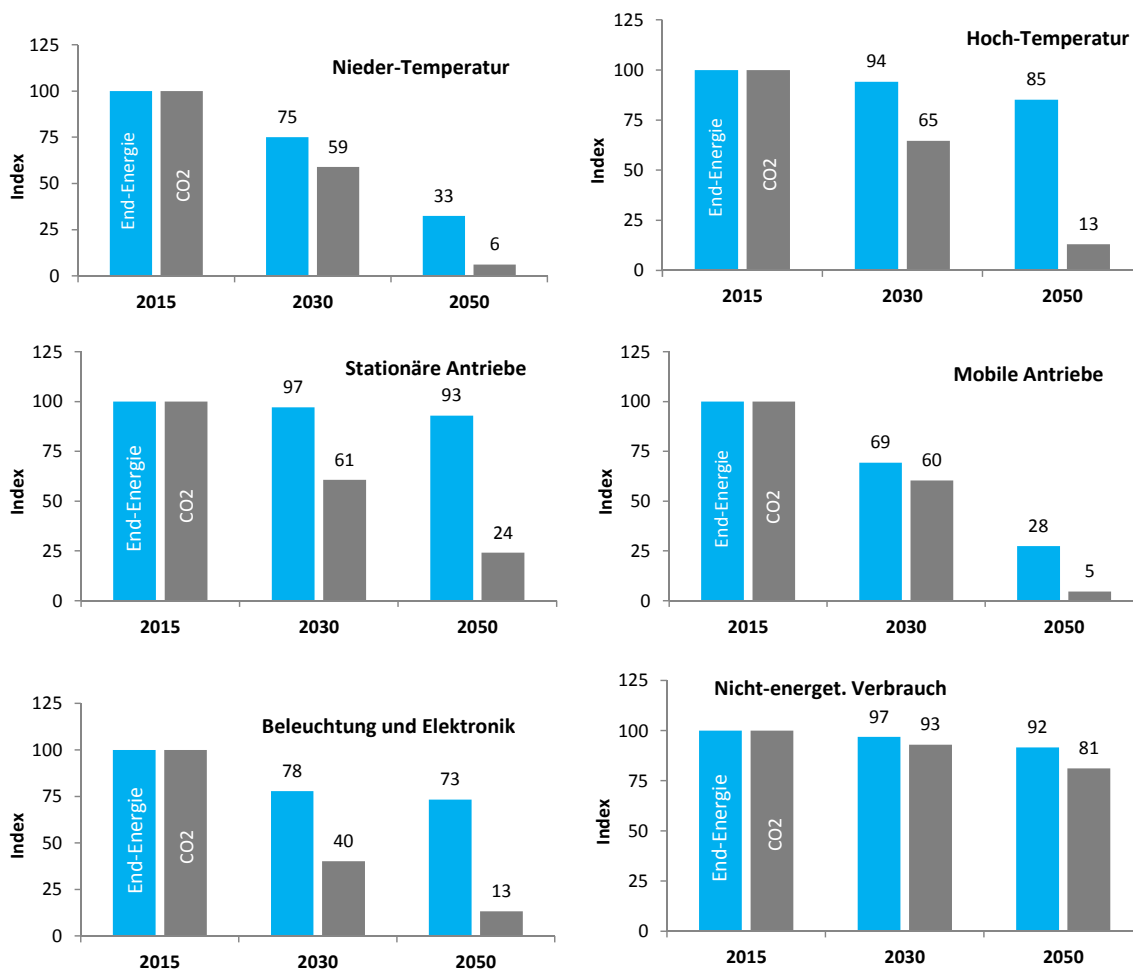 Nieder-Temperatur
125
100
75
50
25
0
Index
End-Energie
CO2
75
59
33
6
2015 2030 2050
Hoch-Temperatur
125
100
75
50
25
0
Index
End-Energie
CO2
94
65
85
13
2015 2030 2050
Stationäre Antriebe
125
100
75
50
25
0
Index
End-Energie
CO2
97
61
93
24
2015 2030 2050
Mobile Antriebe
125
100
75
50
25
0
Index
End-Energie
CO2
69
60
28
5
2015 2030 2050
Beleuchtung und Elektronik
125
100
75
50
25
0
Index
End-Energie
CO2
78
40
73
13
2015 2030 2050
Nicht-energet. Verbrauch
125
100
75
50
25
0
Index
End-Energie
CO2
97
93
92
81
2015 2030 2050